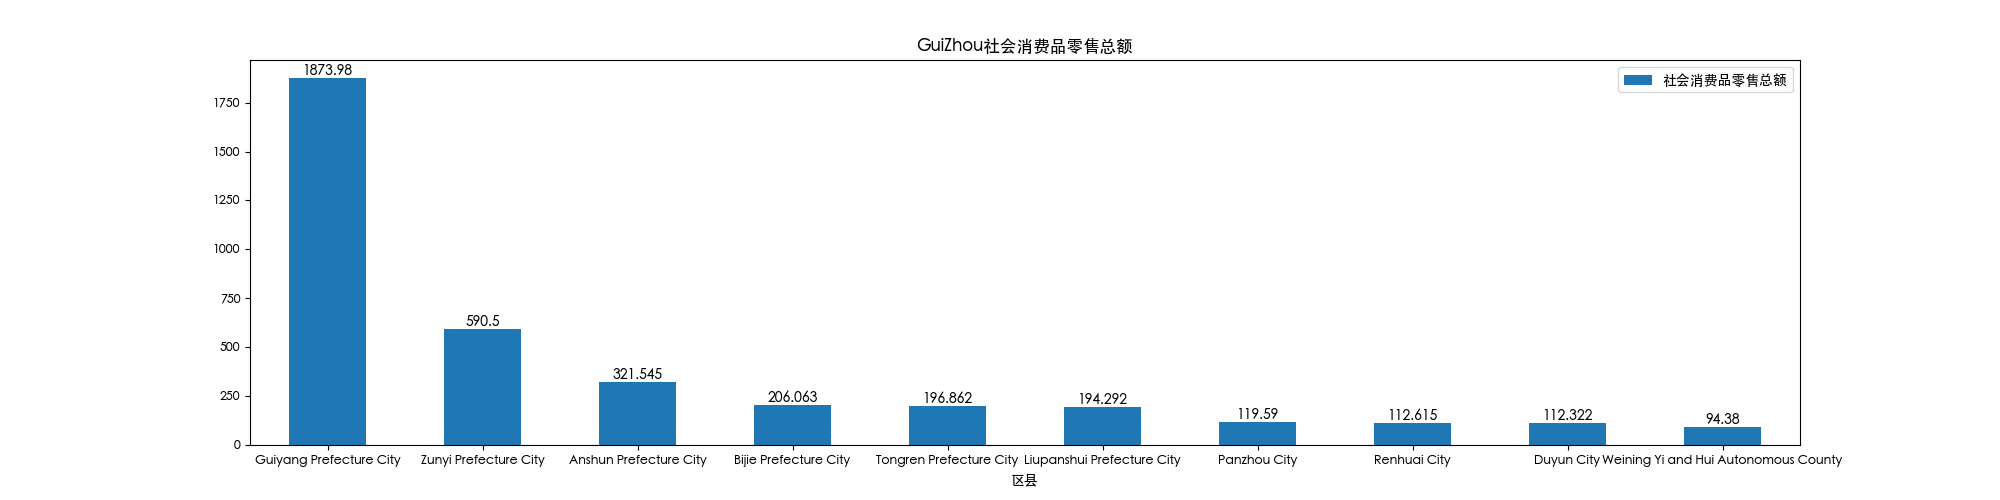 GuiZhou社会消费品零售总额
社会消费品零售总额
1873.98
590.5
321.545
206.063
196.862
194.292
119.59
112.615
112.322
94.38
1750
1500
1250
1000
750
500
250
0
Guiyang Prefecture City
Zunyi Prefecture City
Anshun Prefecture City
Bijie Prefecture City
Tongren Prefecture City
Liupanshui Prefecture City
Panzhou City
Renhuai City
Duyun City
Weining Yi and Hui Autonomous County
区县